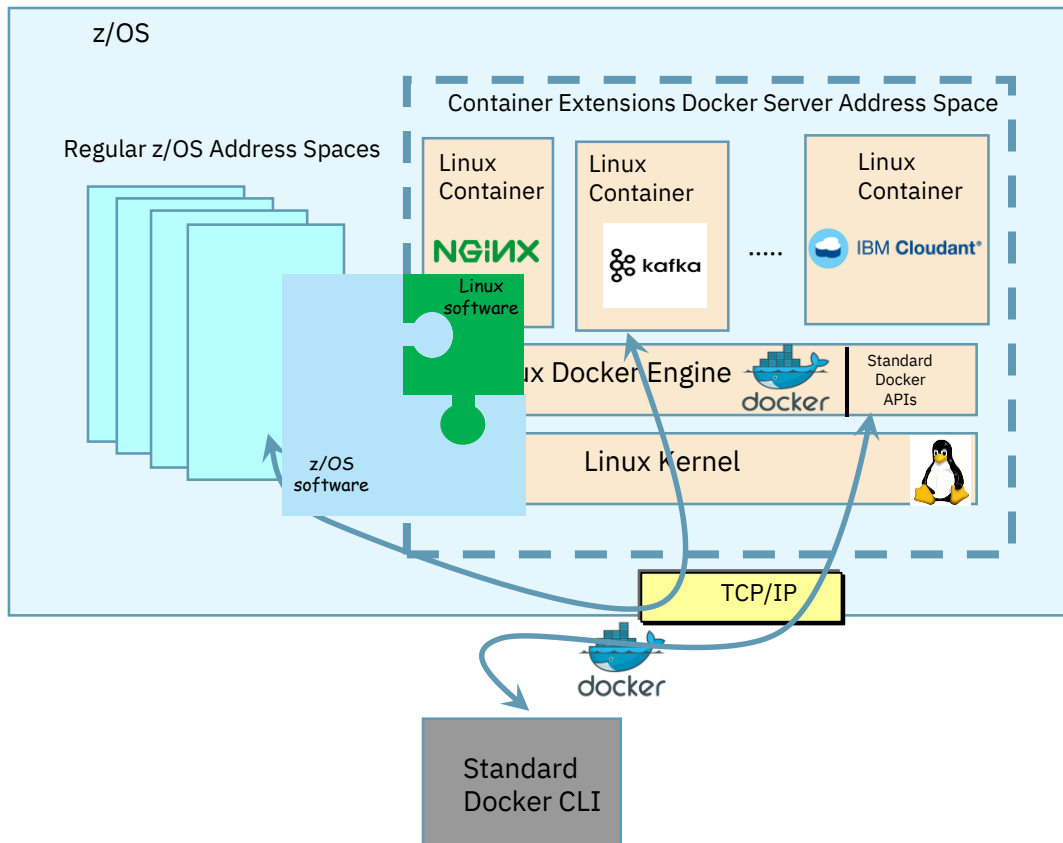 z/OS
Container Extensions Docker Server Address Space
Regular z/OS Address Spaces
Linux
Container
NGiNX
Linux
Container
kafka
.....
Linux
Container
IBM Cloudant®
Linux
software
ux Docker Engine
docker
Standard
Docker
APIs
z/OS
software
Linux Kernel
TCP/IP
docker
Standard
Docker CLI